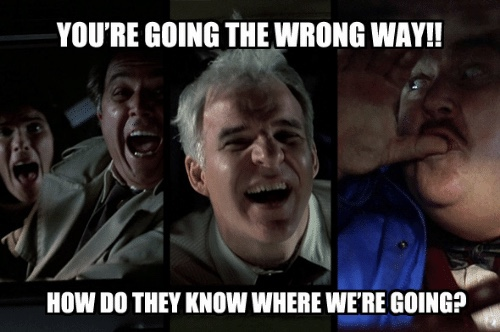 YOU'RE GOING THE WRONG WAY!!
HOW DO THEY KNOW WHERE WE'RE GOING?